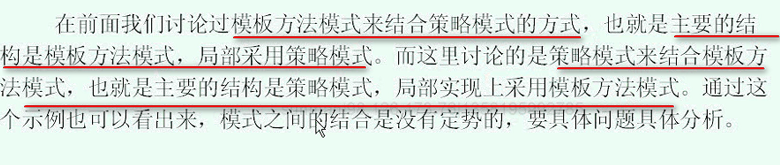 在前面我们讨论过模板方法模式来结合策略模式的方式，也就是主要的结
构是模板方法模式，局部采用策略模式。而这里讨论的是策略模式来结合模板方
法模式，也就是主要的结构是策略模式，局部实现上采用模板方法模式。通过这
个示例也可以看出来，模式之间的结合是没有定势的，要具体问题具体分析。